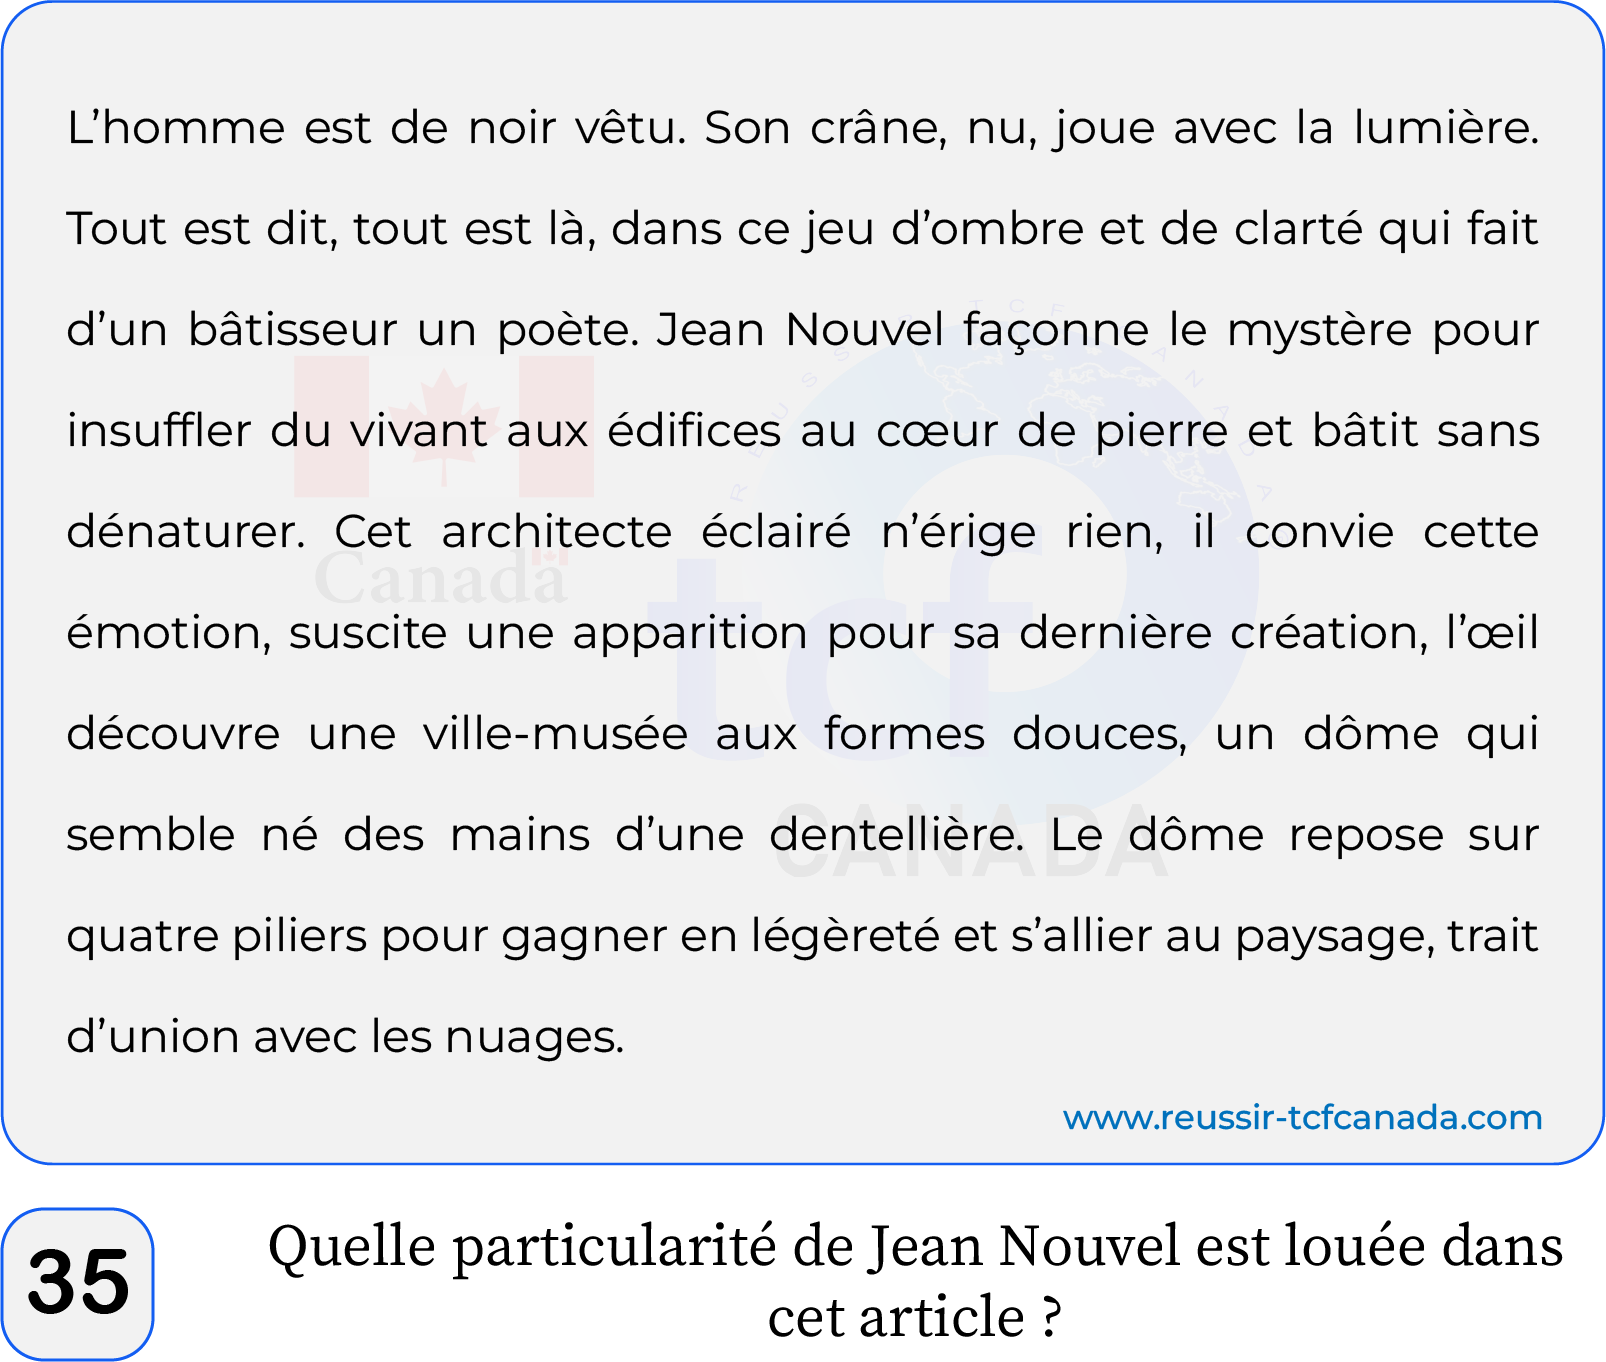 L’homme est de noir vêtu. Son crâne, nu, joue avec la lumière.
Tout est dit, tout est là, dans ce jeu d’ombre et de clarté qui fait
d’un bâtisseur un poète. Jean Nouvel façonne le mystère pour
insuffler du vivant aux édifices au cœur de pierre et bâtit sans
dénaturer. Cet architecte éclairé n’érige rien, il convie cette
émotion, suscite une apparition pour sa dernière création, l’œil
découvre une ville-musée aux formes douces, un dôme qui
semble né des mains d’une dentellière. Le dôme repose sur
quatre piliers pour gagner en légèreté et s’allier au paysage, trait
d’union avec les nuages.
REUSSIR TCF CANADA
Canada
tcf
CANADA
www.reussir-tcfcanada.com
35
Quelle particularité de Jean Nouvel est louée dans
cet article ?